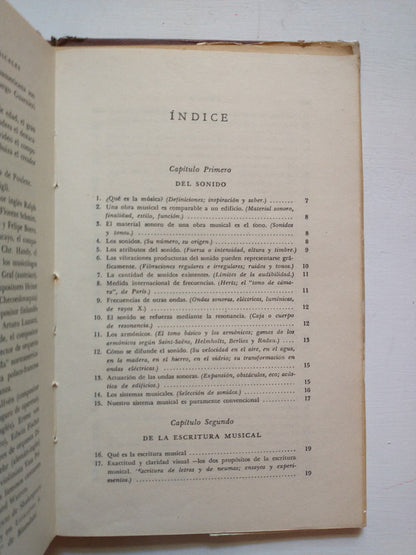 SICALES
ÍNDICE
Capítulo Primero
DEL SONIDO
1. ¿Qué es la música? (Definiciones; inspiración y saber.) 7
2. Una obra musical es comparable a un edificio. (Material sonoro,
finalidad, estilo, función.) 8
3. El material sonoro de una obra musical es el tono. (Sonidos
y tonos.) 8
4. Los sonidos. (Su número, su origen.) 8
5. Los atributos del sonido. (Fuerza o intensidad, altura y timbre.) 9
6. Las vibraciones productoras del sonido pueden representarse grá-
ficamente. (Vibraciones regulares e irregulares; ruidos y tonos.) 10
7. La cantidad de sonidos existentes. (Límites de la audibilidad.) 11
8. Medida internacional de frecuencias. (Hertz; el "tono de cáma-
ra", de París.) 11
9. Frecuencias de otras ondas. (Ondas sonoras, eléctricas, lumínicas,
de rayos X.) 11
10. El sonido se refuerza mediante la resonancia. (Caja o cuerpo de
resonancia.) 12
11. Los armónicos. (El tono básico y los armónicos; gamas de los
armónicos según Saint-Saëns, Helmholtz, Berlioz y Rodau.) 13
12. Cómo se difunde el sonido. (Su velocidad en el aire, en el agua,
en la madera, en el hierro, en el vidrio; su transformación en
ondas eléctricas.) 15
13. Actuación de las ondas sonoras. (Expansión, obstáculos, eco; acús-
tica de edificios.) 15
14. Los sistemas musicales. (Selección de sonidos.) 16
15. Nuestro sistema musical es puramente convencional 17
Capítulo Segundo
DE LA ESCRITURA MUSICAL
16. Qué es la escritura musical 19
17. Exactitud y claridad visual —los dos propósitos de la escritura
musical. (Escritura de letras y de neumas; ensayos y experi-
mentos.) 19